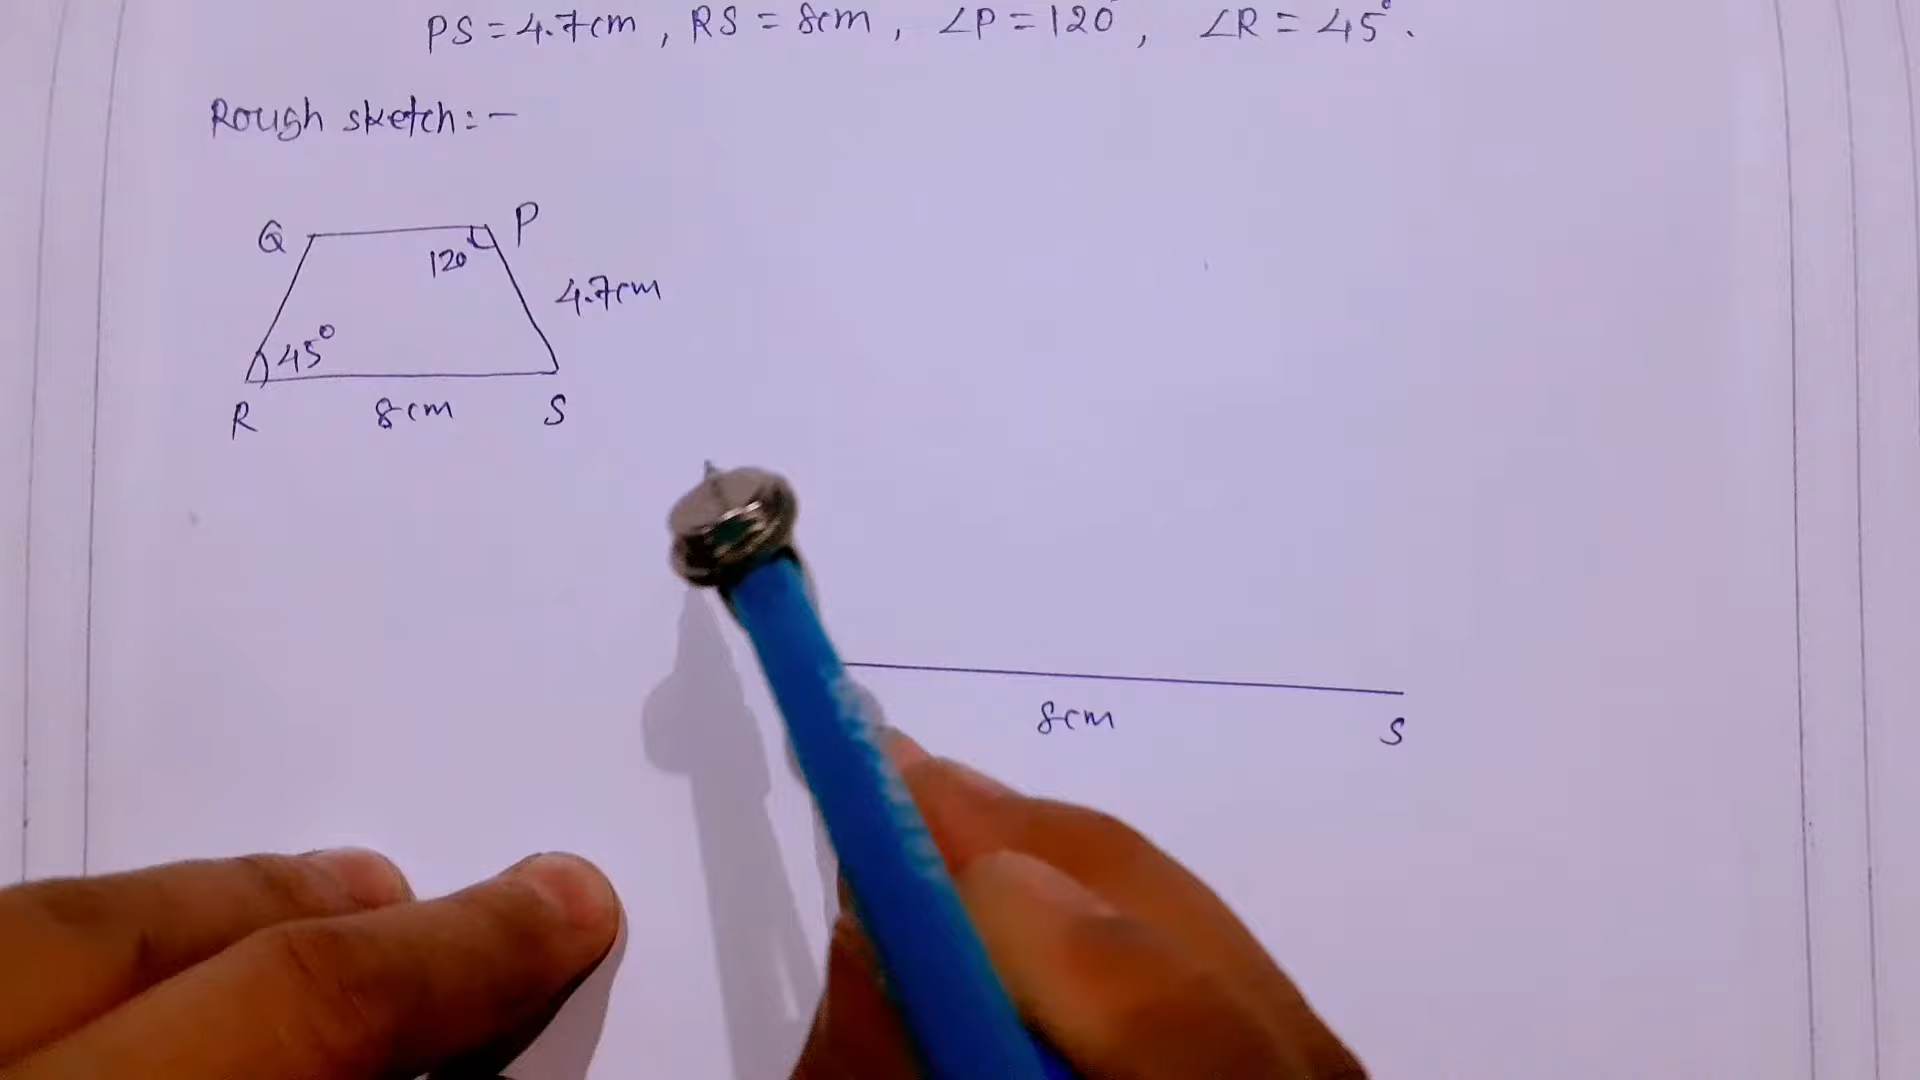 PS = 4.7cm , RS = 8cm , ∠P = 120° , ∠R = 45° .
Rough sketch:-
Q P
120°
4.7cm
45°
R 8cm S
8cm S